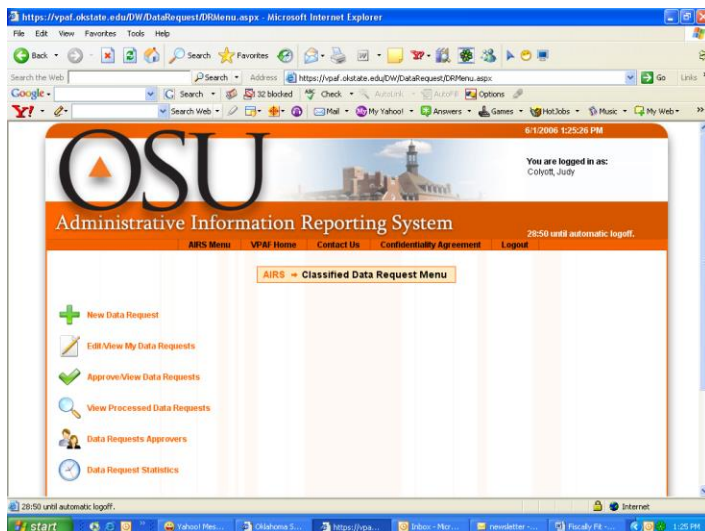 https://vpaf.okstate.edu/DW/DataRequest/DRMenu.aspx - Microsoft Internet Explorer
File Edit View Favorites Tools Help
Back Search Favorites
Search the Web Search Address https://vpaf.okstate.edu/DW/DataRequest/DRMenu.aspx Go Links
Google Search 32 blocked Check AutoLink AutoFill Options
Y! Search Web Mail My Yahoo! Answers Games HotJobs Music My Web
6/1/2006 1:25:26 PM
OSU
You are logged in as:
Colyott, Judy
Administrative Information Reporting System
28:50 until automatic logoff.
AIRS Menu VPAF Home Contact Us Confidentiality Agreement Logout
AIRS → Classified Data Request Menu
New Data Request
Edit/View My Data Requests
Approve/View Data Requests
View Processed Data Requests
Data Requests Approvers
Data Request Statistics
28:50 until automatic logoff. Internet
start Yahoo! Mes... Oklahoma S... https://vpa... Inbox - Micr... newsletter -... Fiscally Fit -... 1:25 PM